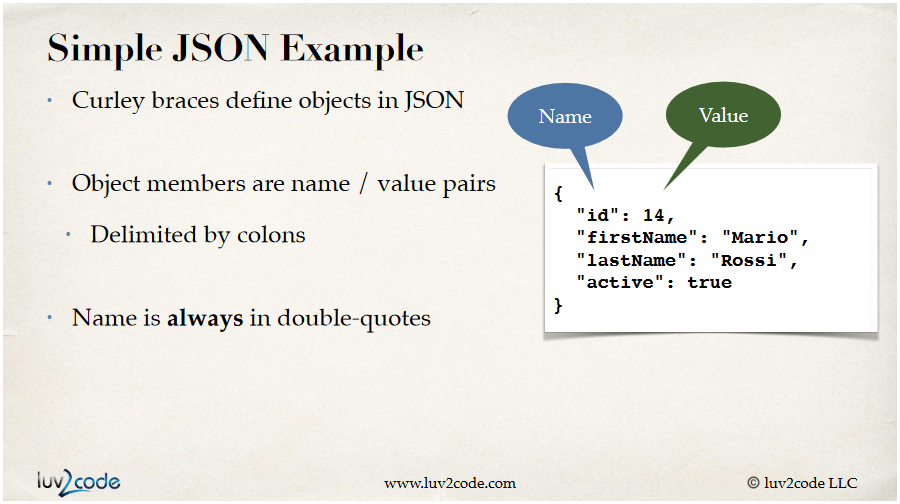 Simple JSON Example
• Curley braces define objects in JSON
• Object members are name / value pairs
• Delimited by colons
• Name is always in double-quotes
Name
Value
{
"id": 14,
"firstName": "Mario",
"lastName": "Rossi",
"active": true
}
luv2code
www.luv2code.com
© luv2code LLC